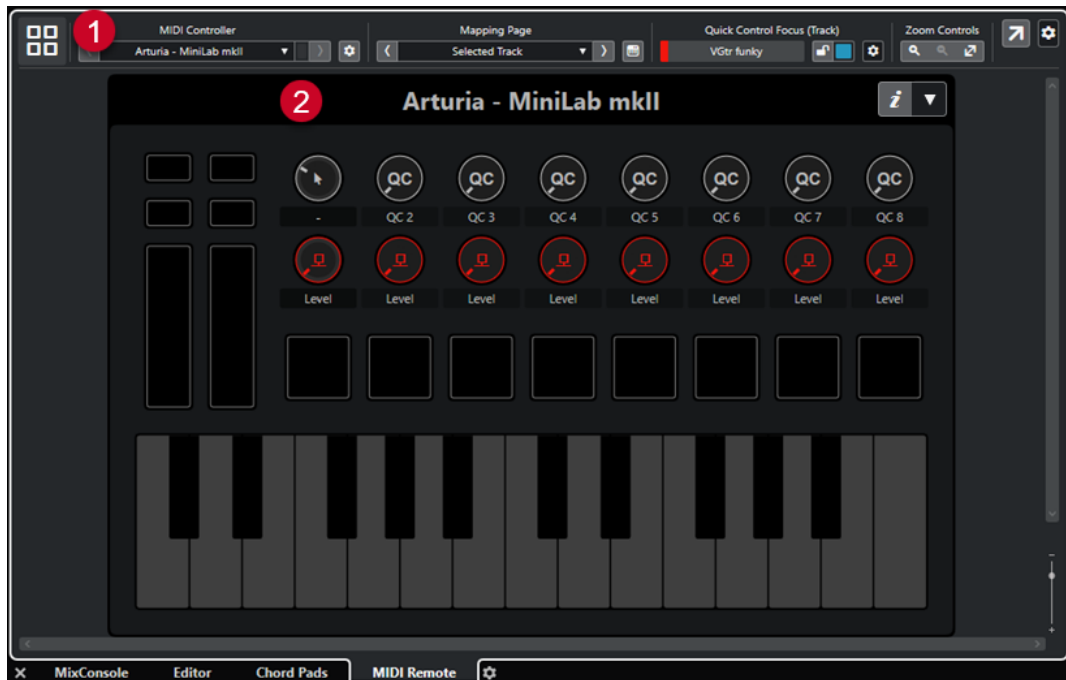 1
MIDI Controller
Mapping Page
Quick Control Focus (Track)
Zoom Controls
Arturia - MiniLab mkII
Selected Track
VGtr funky
2
Arturia - MiniLab mkII
i
QC QC QC QC QC QC QC
- QC 2 QC 3 QC 4 QC 5 QC 6 QC 7 QC 8
Level Level Level Level Level Level Level Level
MixConsole Editor Chord Pads MIDI Remote